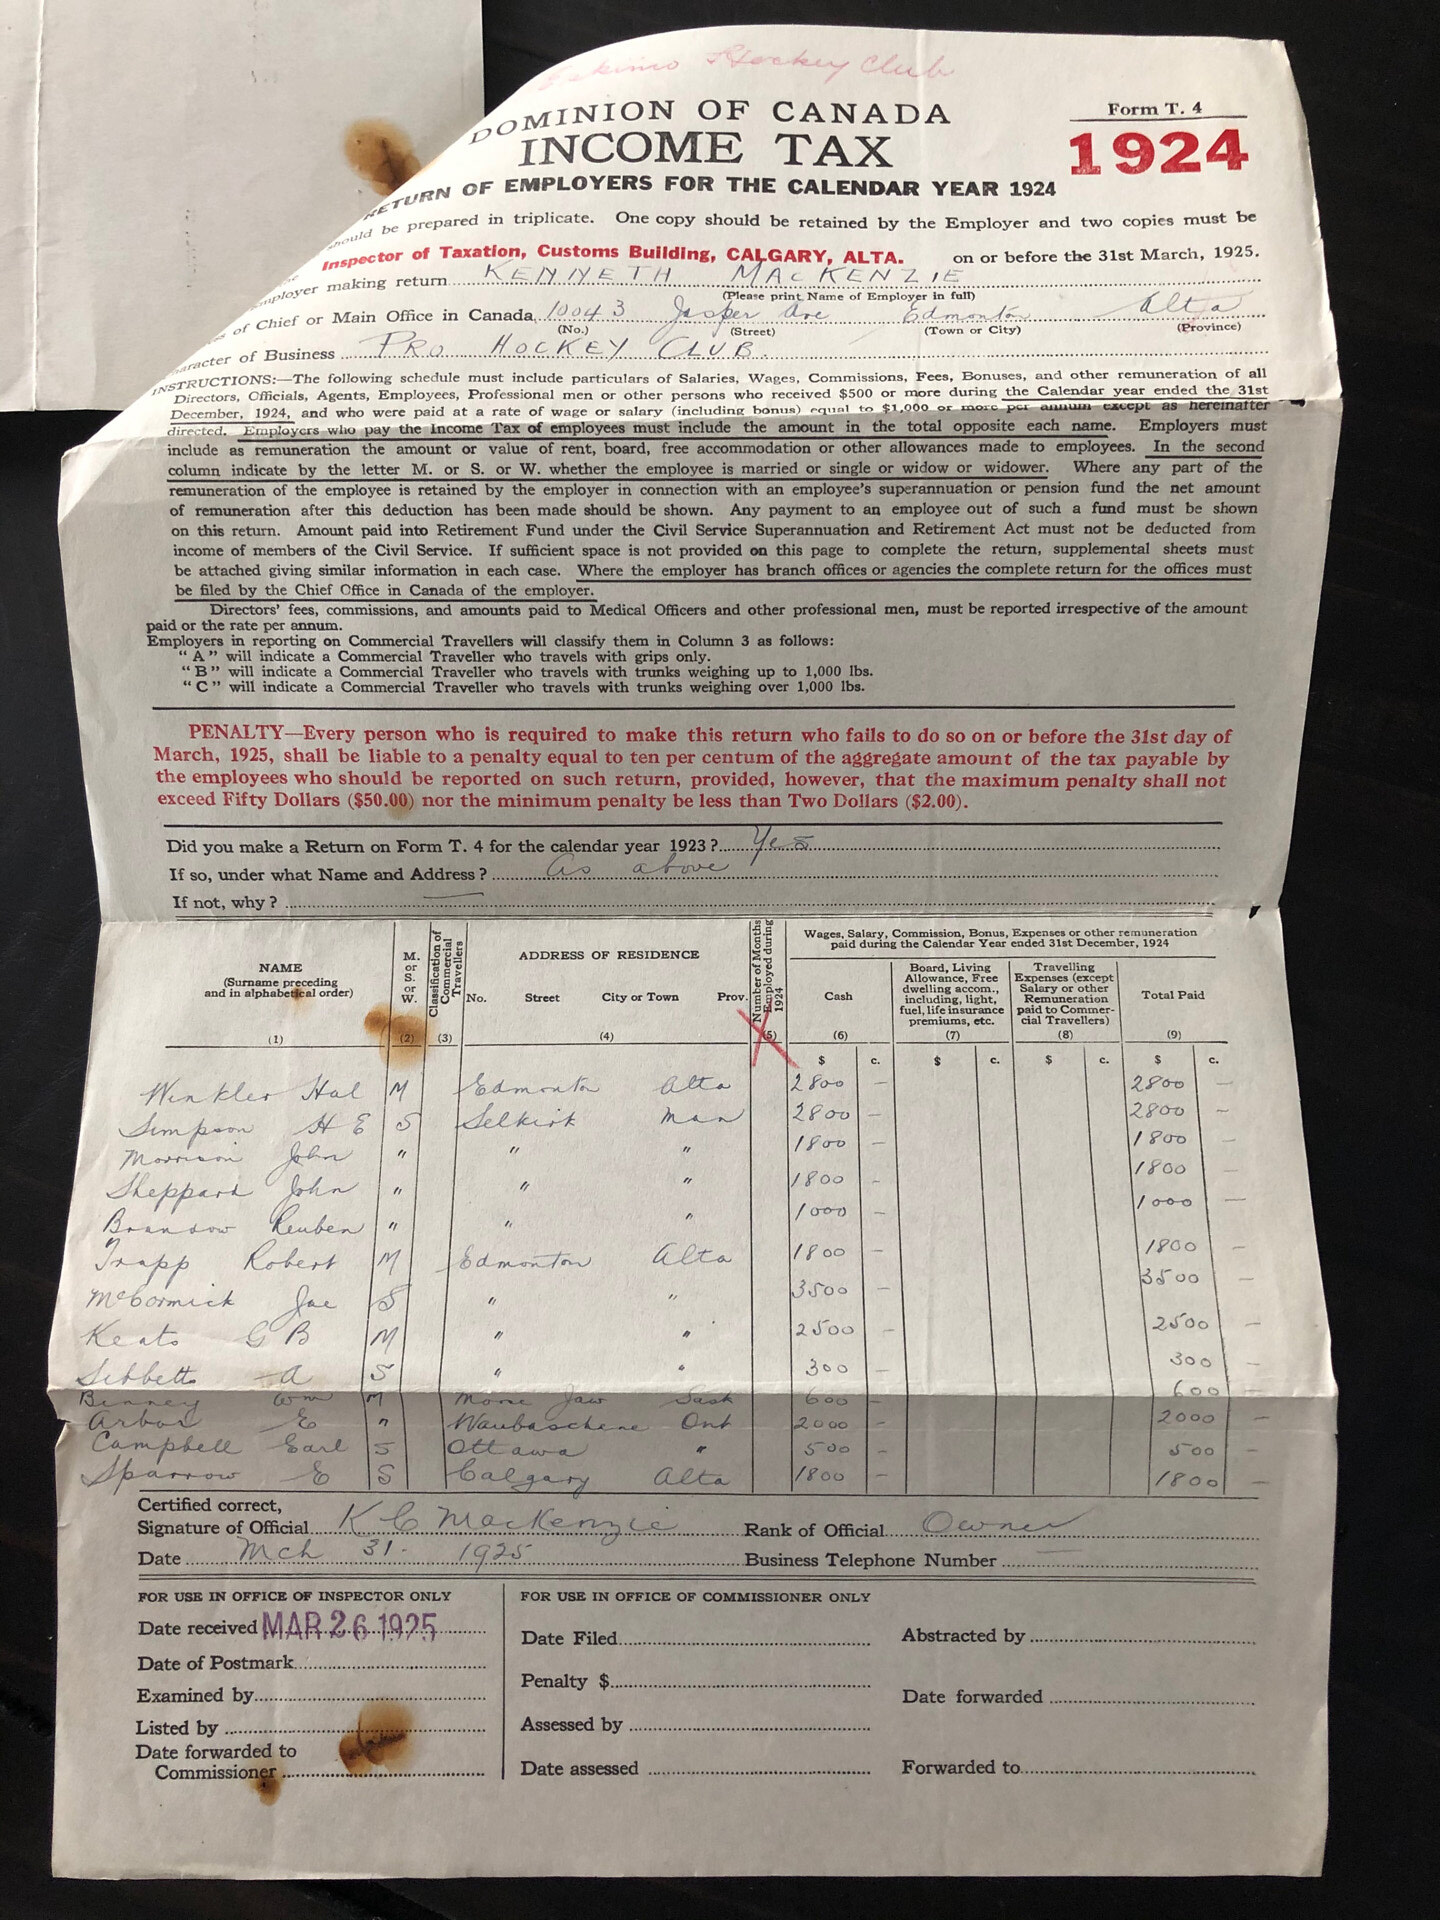 Eskimo Hockey Club
DOMINION OF CANADA
Form T. 4
INCOME TAX
1924
RETURN OF EMPLOYERS FOR THE CALENDAR YEAR 1924
should be prepared in triplicate. One copy should be retained by the Employer and two copies must be
Inspector of Taxation, Customs Building, CALGARY, ALTA. on or before the 31st March, 1925.
employer making return KENNETH MACKENZIE
(Please print Name of Employer in full)
of Chief or Main Office in Canada 10043 Jasper Ave Edmonton Alta
(No.) (Street) (Town or City) (Province)
aracter of Business PRO HOCKEY CLUB.
INSTRUCTIONS:—The following schedule must include particulars of Salaries, Wages, Commissions, Fees, Bonuses, and other remuneration of all
Directors, Officials, Agents, Employees, Professional men or other persons who received $500 or more during the Calendar year ended the 31st
December, 1924, and who were paid at a rate of wage or salary (including bonus) equal to $1,000 or more per annum except as hereinafter
directed. Employers who pay the Income Tax of employees must include the amount in the total opposite each name. Employers must
include as remuneration the amount or value of rent, board, free accommodation or other allowances made to employees. In the second
column indicate by the letter M. or S. or W. whether the employee is married or single or widow or widower. Where any part of the
remuneration of the employee is retained by the employer in connection with an employee's superannuation or pension fund the net amount
of remuneration after this deduction has been made should be shown. Any payment to an employee out of such a fund must be shown
on this return. Amount paid into Retirement Fund under the Civil Service Superannuation and Retirement Act must not be deducted from
income of members of the Civil Service. If sufficient space is not provided on this page to complete the return, supplemental sheets must
be attached giving similar information in each case. Where the employer has branch offices or agencies the complete return for the offices must
be filed by the Chief Office in Canada of the employer.
Directors' fees, commissions, and amounts paid to Medical Officers and other professional men, must be reported irrespective of the amount
paid or the rate per annum.
Employers in reporting on Commercial Travellers will classify them in Column 3 as follows:
"A" will indicate a Commercial Traveller who travels with grips only.
"B" will indicate a Commercial Traveller who travels with trunks weighing up to 1,000 lbs.
"C" will indicate a Commercial Traveller who travels with trunks weighing over 1,000 lbs.
PENALTY—Every person who is required to make this return who fails to do so on or before the 31st day of
March, 1925, shall be liable to a penalty equal to ten per centum of the aggregate amount of the tax payable by
the employees who should be reported on such return, provided, however, that the maximum penalty shall not
exceed Fifty Dollars ($50.00) nor the minimum penalty be less than Two Dollars ($2.00).
Did you make a Return on Form T. 4 for the calendar year 1923? Yes
If so, under what Name and Address? As above
If not, why? —
NAME
(Surname preceding
and in alphabetical order)
(1)
M.
or
S.
or
W.
(2)
Classification of
Commercial
Travellers
(3)
ADDRESS OF RESIDENCE
No. Street City or Town Prov.
(4)
Number of Months
Employed during
1924
(5)
Wages, Salary, Commission, Bonus, Expenses or other remuneration
paid during the Calendar Year ended 31st December, 1924
Cash
(6)
Board, Living
Allowance, Free
dwelling accom.,
including, light,
fuel, life insurance
premiums, etc.
(7)
Travelling
Expenses (except
Salary or other
Remuneration
paid to Commer-
cial Travellers)
(8)
Total Paid
(9)
$ c. $ c. $ c. $ c.
Winkler Hal M Edmonton Alta 2800 — 2800 —
Simpson H E S Selkirk Man 2800 — 2800 —
Morrison John " " " 1800 — 1800 —
Sheppard John " " " 1800 — 1800 —
Brandow Reuben " " " 1000 — 1000 —
Trapp Robert M Edmonton Alta 1800 — 1800 —
McCormick Joe S " " 3500 — 3500 —
Keats G B M " " 2500 — 2500 —
Sibbett A S " " 300 — 300 —
Binney Wm M Moose Jaw Sask 600 — 600 —
Arbor E " Waubaschene Ont 2000 — 2000 —
Campbell Earl S Ottawa " 500 — 500 —
Sparrow E S Calgary Alta 1800 — 1800 —
Certified correct,
Signature of Official K C MacKenzie Rank of Official Owner
Date Mch 31. 1925 Business Telephone Number —
FOR USE IN OFFICE OF INSPECTOR ONLY
Date received MAR 26 1925
Date of Postmark
Examined by
Listed by
Date forwarded to
Commissioner
FOR USE IN OFFICE OF COMMISSIONER ONLY
Date Filed Abstracted by
Penalty $
Date forwarded
Assessed by
Date assessed Forwarded to